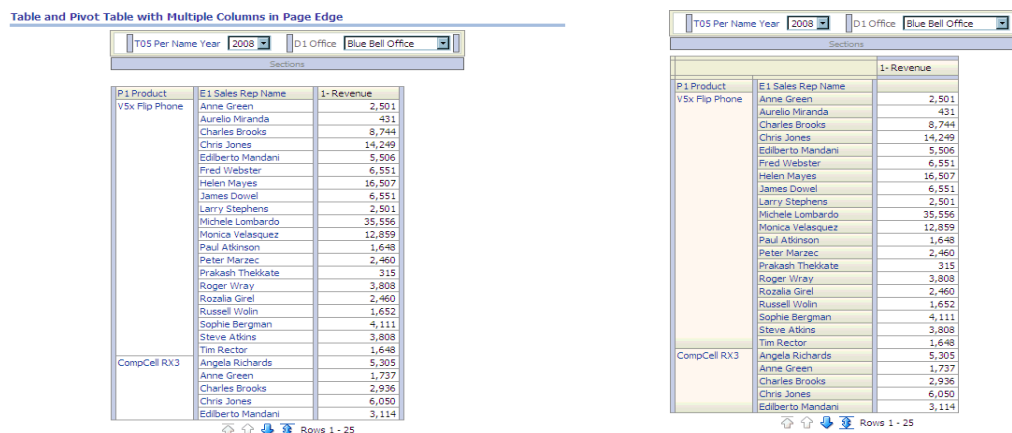 Table and Pivot Table with Multiple Columns in Page Edge
T05 Per Name Year 2008 D1 Office Blue Bell Office
Sections
P1 Product E1 Sales Rep Name 1- Revenue
V5x Flip Phone Anne Green 2,501
Aurelio Miranda 431
Charles Brooks 8,744
Chris Jones 14,249
Edilberto Mandani 5,506
Fred Webster 6,551
Helen Mayes 16,507
James Dowel 6,551
Larry Stephens 2,501
Michele Lombardo 35,556
Monica Velasquez 12,859
Paul Atkinson 1,648
Peter Marzec 2,460
Prakash Thekkate 315
Roger Wray 3,808
Rozalia Girel 2,460
Russell Wolin 1,652
Sophie Bergman 4,111
Steve Atkins 3,808
Tim Rector 1,648
CompCell RX3 Angela Richards 5,305
Anne Green 1,737
Charles Brooks 2,936
Chris Jones 6,050
Edilberto Mandani 3,114
Rows 1 - 25
T05 Per Name Year 2008 D1 Office Blue Bell Office
Sections
1- Revenue
P1 Product E1 Sales Rep Name
V5x Flip Phone Anne Green 2,501
Aurelio Miranda 431
Charles Brooks 8,744
Chris Jones 14,249
Edilberto Mandani 5,506
Fred Webster 6,551
Helen Mayes 16,507
James Dowel 6,551
Larry Stephens 2,501
Michele Lombardo 35,556
Monica Velasquez 12,859
Paul Atkinson 1,648
Peter Marzec 2,460
Prakash Thekkate 315
Roger Wray 3,808
Rozalia Girel 2,460
Russell Wolin 1,652
Sophie Bergman 4,111
Steve Atkins 3,808
Tim Rector 1,648
CompCell RX3 Angela Richards 5,305
Anne Green 1,737
Charles Brooks 2,936
Chris Jones 6,050
Edilberto Mandani 3,114
Rows 1 - 25